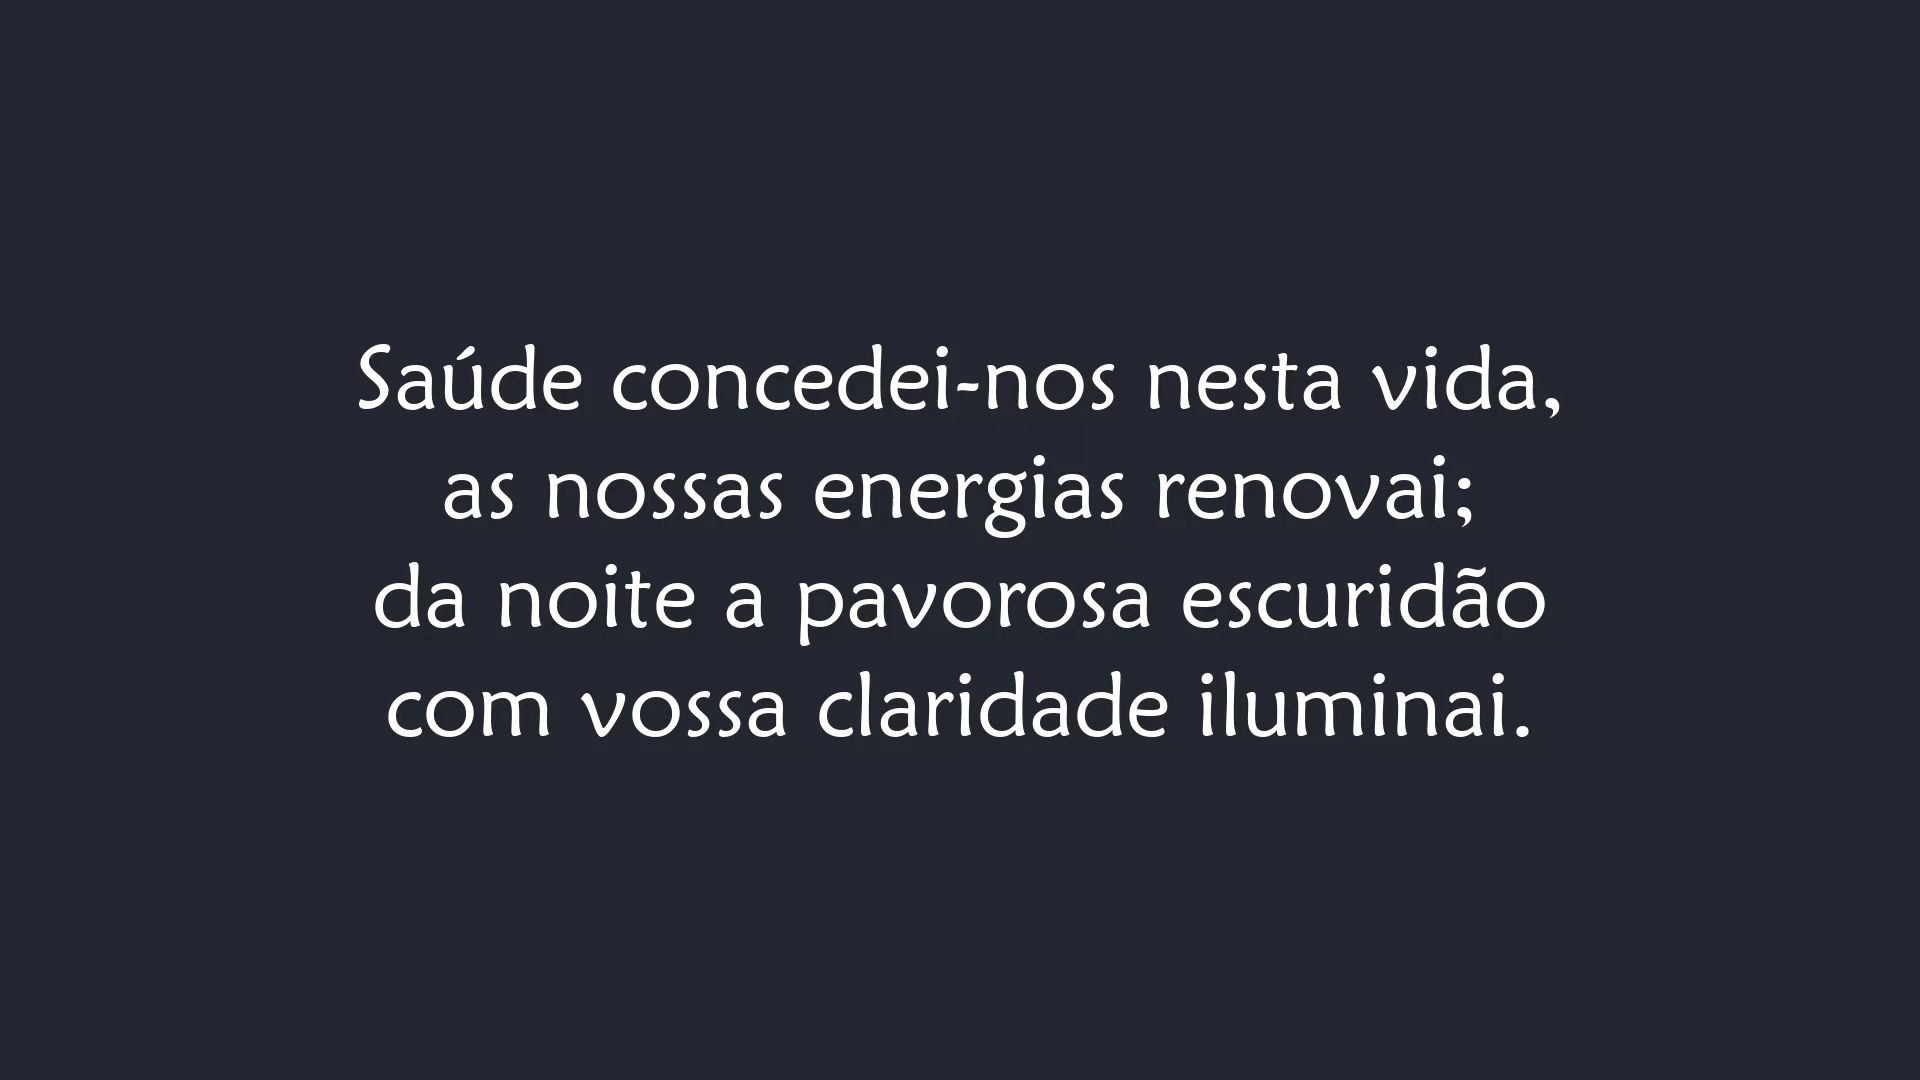 Saúde concedei-nos nesta vida,
as nossas energias renovai;
da noite a pavorosa escuridão
com vossa claridade iluminai.